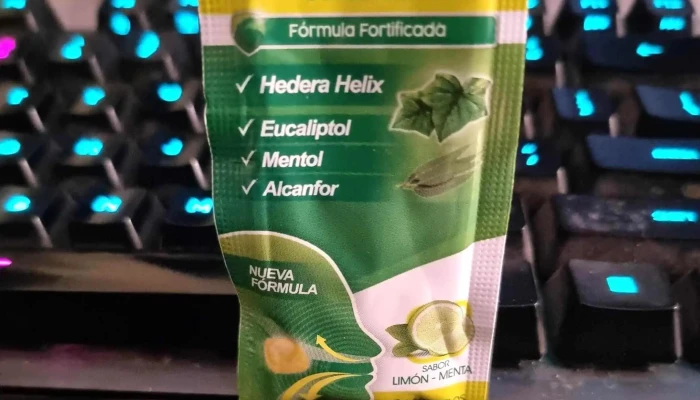 Fórmula Fortificada
Hedera Helix
Eucaliptol
Mentol
Alcanfor
NUEVA
FÓRMULA
SABOR
LIMÓN - MENTA